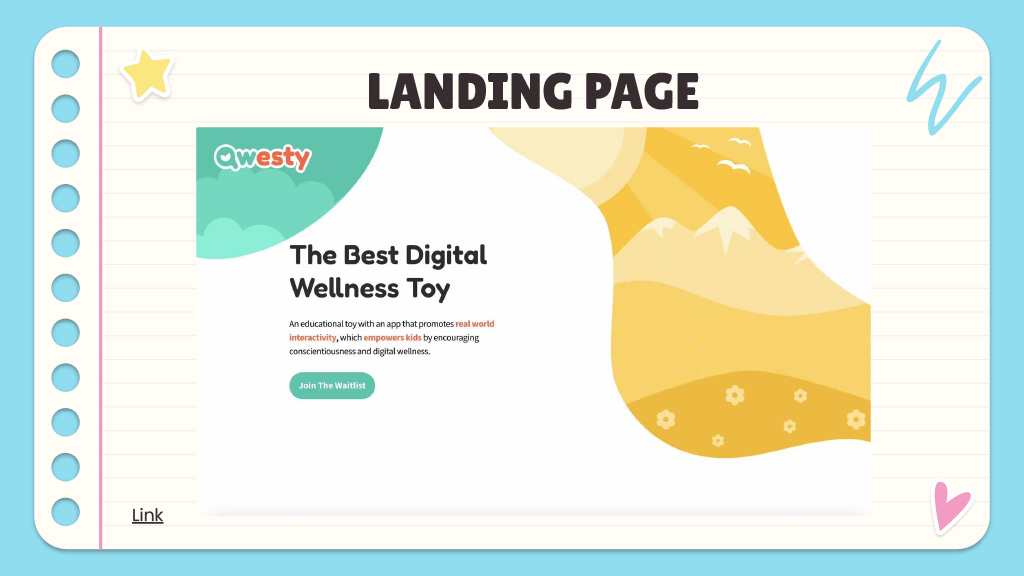 LANDING PAGE
Qwesty
The Best Digital
Wellness Toy
An educational toy with an app that promotes real world
interactivity, which empowers kids by encouraging
conscientiousness and digital wellness.
Join The Waitlist
Link